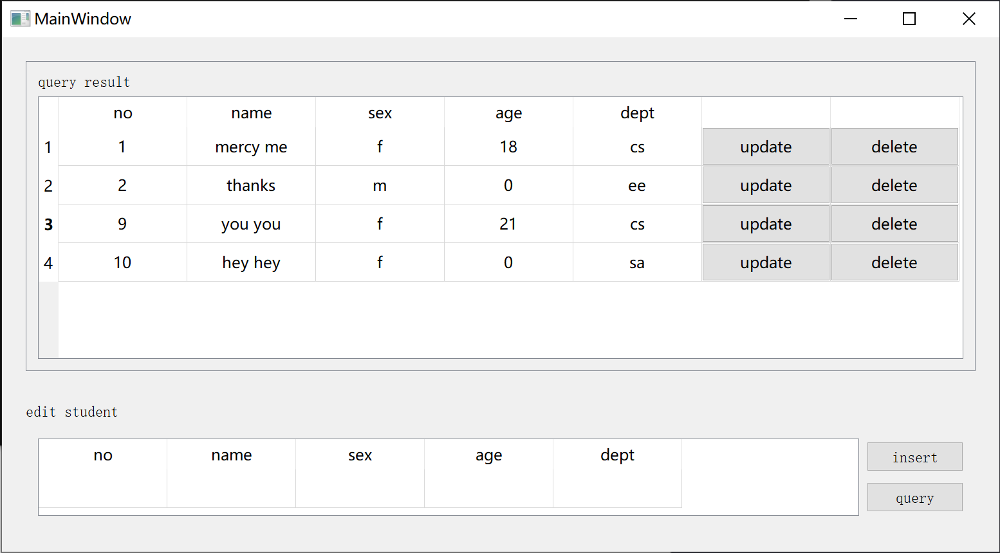 MainWindow
query result
no name sex age dept
1 1 mercy me f 18 cs update delete
2 2 thanks m 0 ee update delete
3 9 you you f 21 cs update delete
4 10 hey hey f 0 sa update delete
edit student
no name sex age dept
insert
query